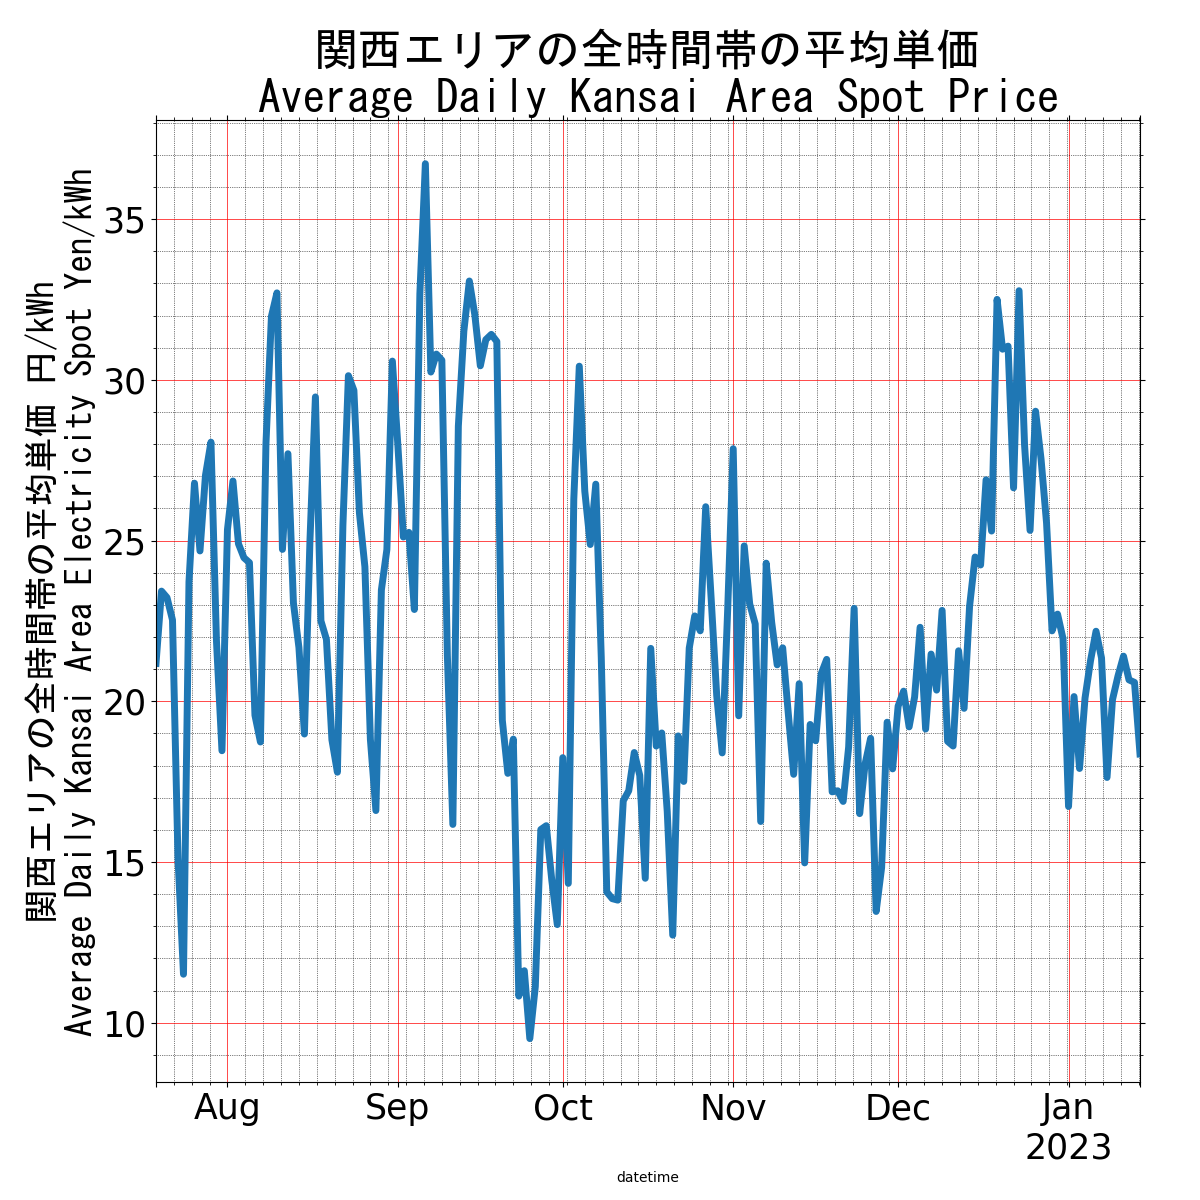 関西エリアの全時間帯の平均単価
Average Daily Kansai Area Spot Price
関西エリアの全時間帯の平均単価 円/kWh
Average Daily Kansai Area Electricity Spot Yen/kWh
35
30
25
20
15
10
Aug Sep Oct Nov Dec Jan
2023
datetime